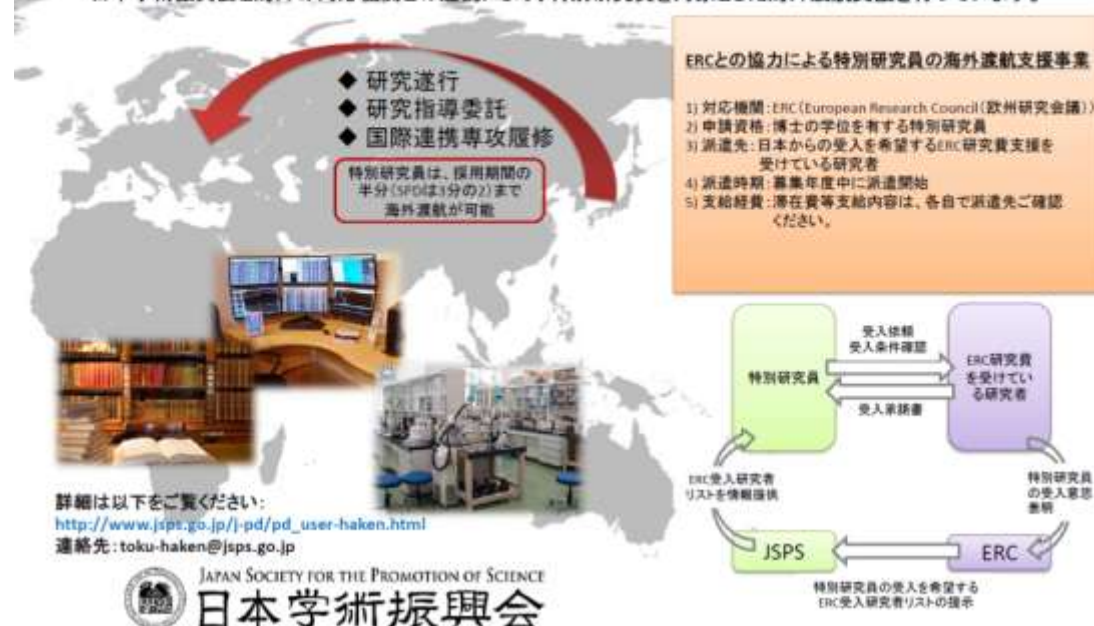 ◆ 研究遂行
◆ 研究指導委託
◆ 国際連携専攻履修
特別研究員は、採用期間の
半分(SPDは3分の2)まで
海外渡航が可能
ERCとの協力による特別研究員の海外渡航支援事業
1) 対応機関:ERC(European Research Council(欧州研究会議))
2) 申請資格:博士の学位を有する特別研究員
3) 派遣先:日本からの受入を希望するERC研究費支援を
受けている研究者
4) 派遣時期:募集年度中に派遣開始
5) 支給経費:滞在費等支給内容は、各自で派遣先ご確認
ください。
受入依頼
受入条件確認
特別研究員
ERC研究費
を受けてい
る研究者
受入承諾書
ERC受入研究者
リストを情報提供
特別研究員
の受入意思
表明
JSPS
ERC
特別研究員の受入を希望する
ERC受入研究者リストの提示
詳細は以下をご覧ください:
http://www.jsps.go.jp/j-pd/pd_user-haken.html
連絡先:toku-haken@jsps.go.jp
JAPAN SOCIETY FOR THE PROMOTION OF SCIENCE
日本学術振興会